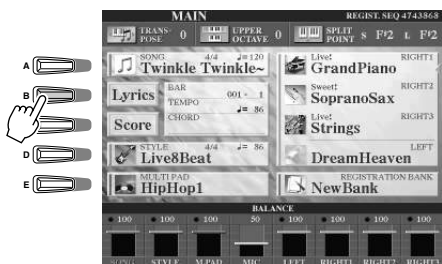 MAIN REGIST. SEQ 4743868
TRANS-
POSE 0 UPPER
OCTAVE 0 SPLIT
POINT S F#2 L F#2
SONG 4/4 ♩=120
Twinkle Twinkle~
Live! RIGHT1
GrandPiano
A
B
D
E
Lyrics
Score
BAR 001 - 1
TEMPO ♩= 86
CHORD
Sweet! RIGHT2
SopranoSax
Live! RIGHT3
Strings
STYLE 4/4 ♩= 86
Live8Beat
LEFT
DreamHeaven
MULTI PAD
HipHop1
REGISTRATION BANK
NewBank
BALANCE
100 100 100 50 100 100 100 100
SONG STYLE M.PAD MIC LEFT RIGHT1 RIGHT2 RIGHT3